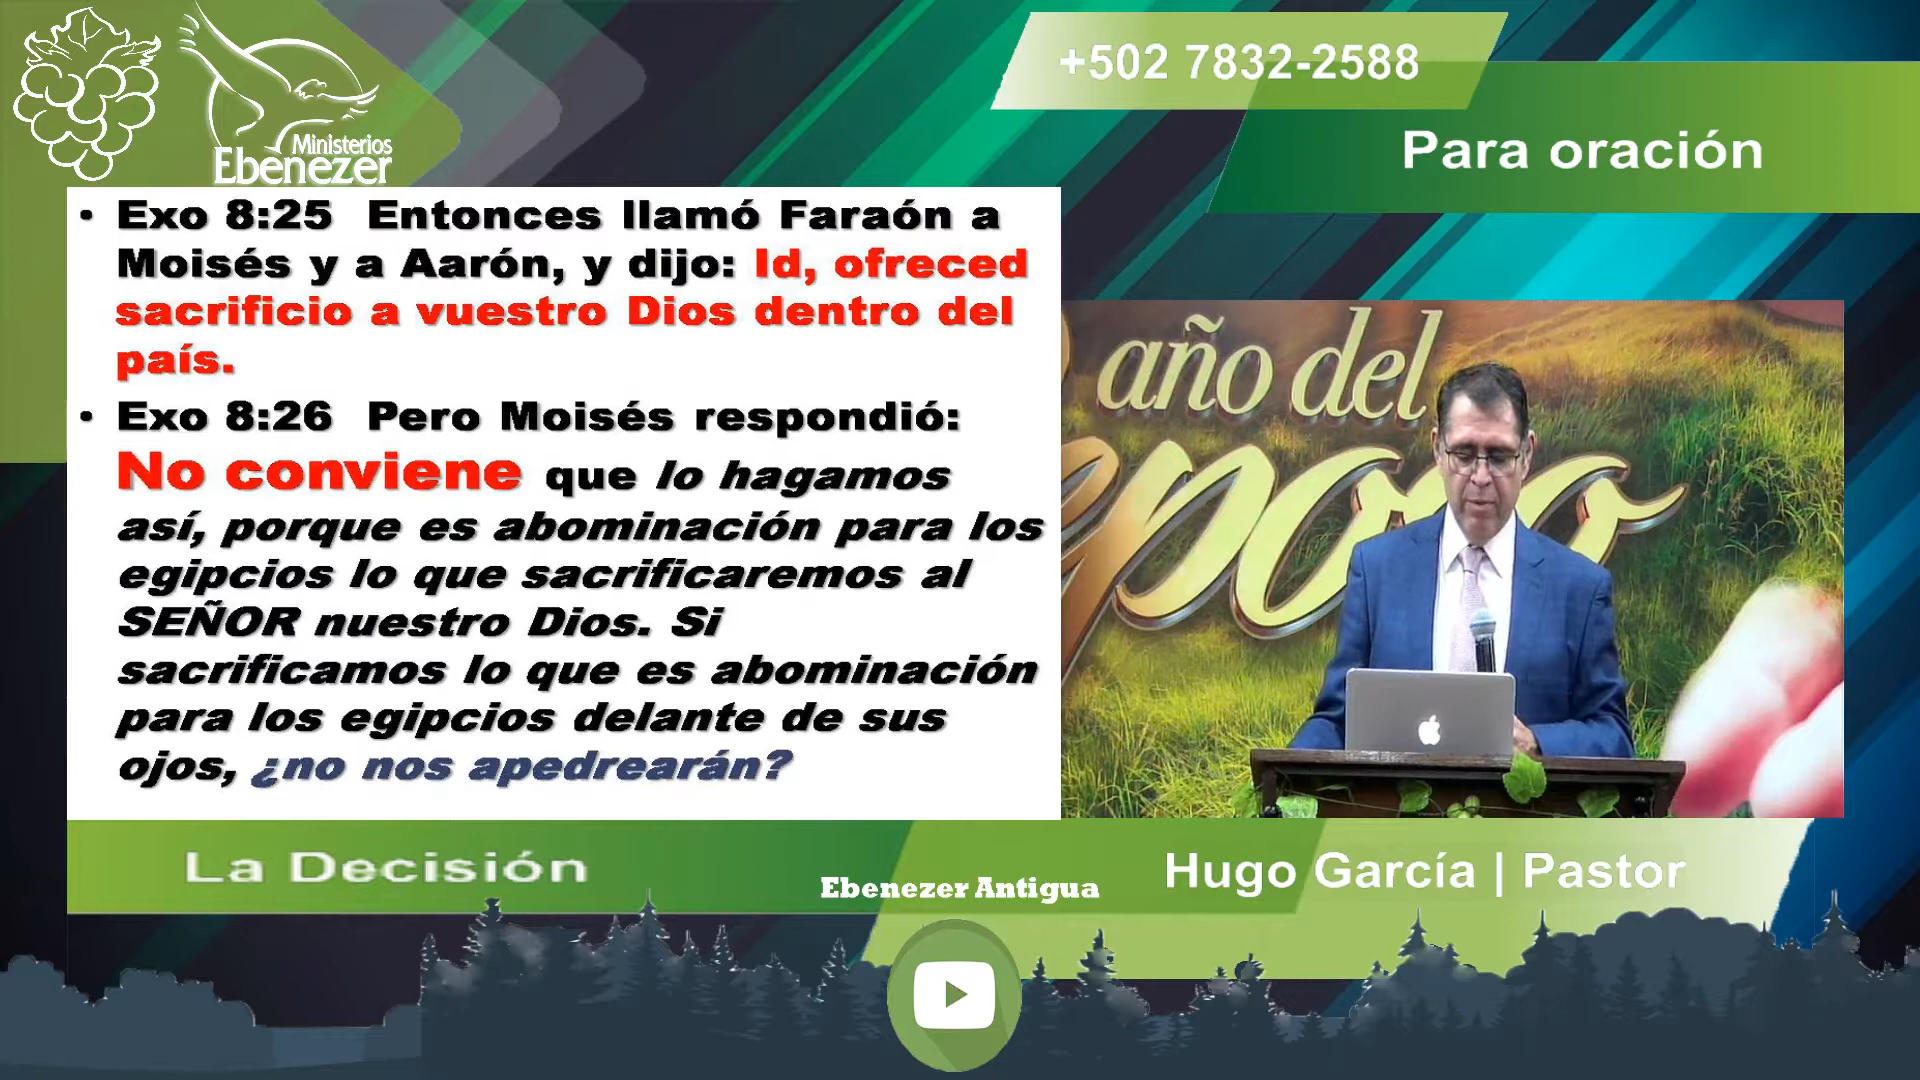 +502 7832-2588
Para oración
Ministerios
Ebenezer
• Exo 8:25 Entonces llamó Faraón a
Moisés y a Aarón, y dijo: Id, ofreced
sacrificio a vuestro Dios dentro del
país.
• Exo 8:26 Pero Moisés respondió:
No conviene que lo hagamos
así, porque es abominación para los
egipcios lo que sacrificaremos al
SEÑOR nuestro Dios. Si
sacrificamos lo que es abominación
para los egipcios delante de sus
ojos, ¿no nos apedrearán?
año del
La Decisión
Ebenezer Antigua
Hugo García | Pastor